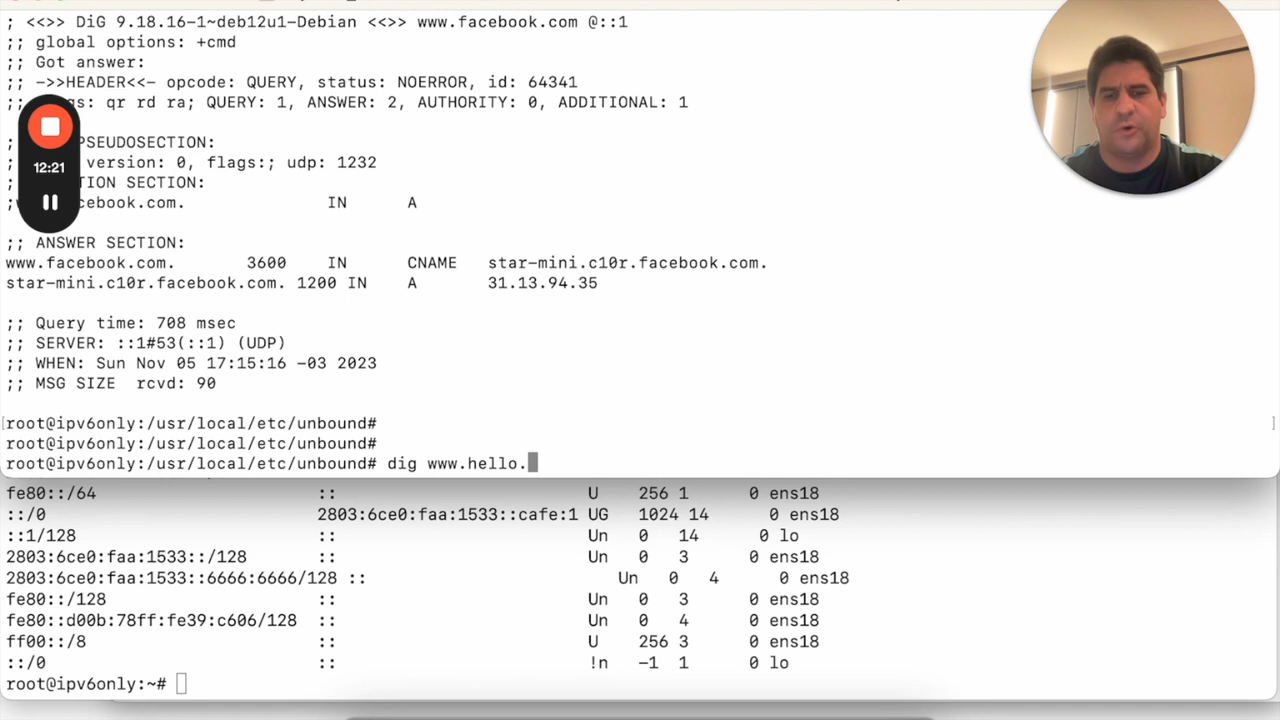 ; <<>> DiG 9.18.16-1~deb12u1-Debian <<>> www.facebook.com @::1
;; global options: +cmd
;; Got answer:
;; ->>HEADER<<- opcode: QUERY, status: NOERROR, id: 64341
;; gs: qr rd ra; QUERY: 1, ANSWER: 2, AUTHORITY: 0, ADDITIONAL: 1
; PSEUDOSECTION:
; version: 0, flags:; udp: 1232
; TION SECTION:
;w cebook.com. IN A
12:21
;; ANSWER SECTION:
www.facebook.com. 3600 IN CNAME star-mini.c10r.facebook.com.
star-mini.c10r.facebook.com. 1200 IN A 31.13.94.35
;; Query time: 708 msec
;; SERVER: ::1#53(::1) (UDP)
;; WHEN: Sun Nov 05 17:15:16 -03 2023
;; MSG SIZE rcvd: 90
[root@ipv6only:/usr/local/etc/unbound# ]
root@ipv6only:/usr/local/etc/unbound#
root@ipv6only:/usr/local/etc/unbound# dig www.hello.
fe80::/64 :: U 256 1 0 ens18
::/0 2803:6ce0:faa:1533::cafe:1 UG 1024 14 0 ens18
::1/128 :: Un 0 14 0 lo
2803:6ce0:faa:1533::/128 :: Un 0 3 0 ens18
2803:6ce0:faa:1533::6666:6666/128 :: Un 0 4 0 ens18
fe80::/128 :: Un 0 3 0 ens18
fe80::d00b:78ff:fe39:c606/128 :: Un 0 4 0 ens18
ff00::/8 :: U 256 3 0 ens18
::/0 :: !n -1 1 0 lo
root@ipv6only:~#